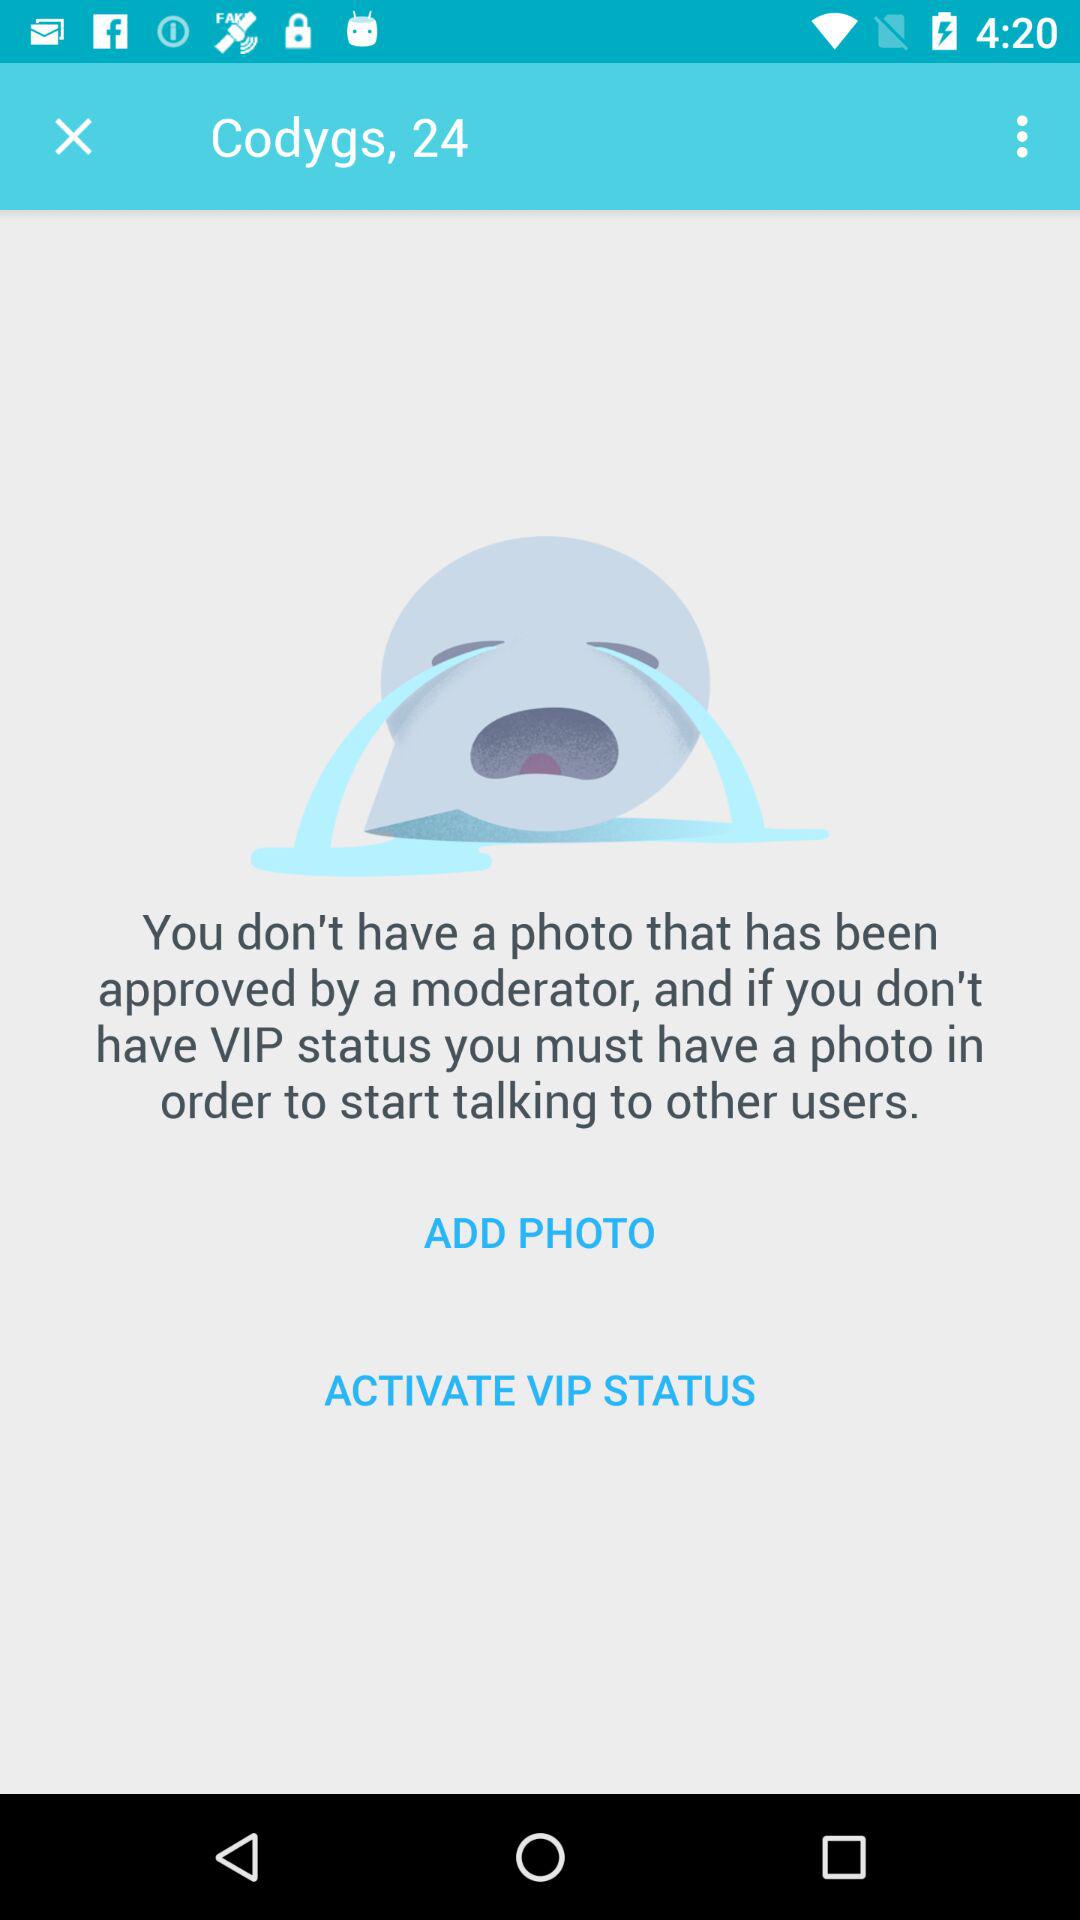 FAKE
4:20
Codygs, 24
You don't have a photo that has been
approved by a moderator, and if you don't
have VIP status you must have a photo in
order to start talking to other users.
ADD PHOTO
ACTIVATE VIP STATUS